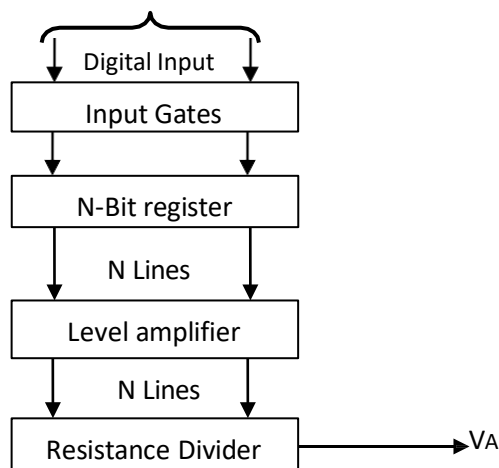 Digital Input
Input Gates
N-Bit register
N Lines
Level amplifier
N Lines
Resistance Divider
VA